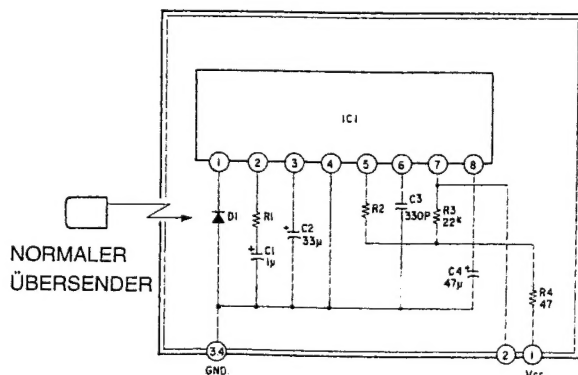 IC1
1 2 3 4 5 6 7 8
D1
R1
C1
1μ
C2
33μ
R2
C3
330P
R3
22k
C4
47μ
R4
47
NORMALER
ÜBERSENDER
3.4
2
1
GND.
Vcc